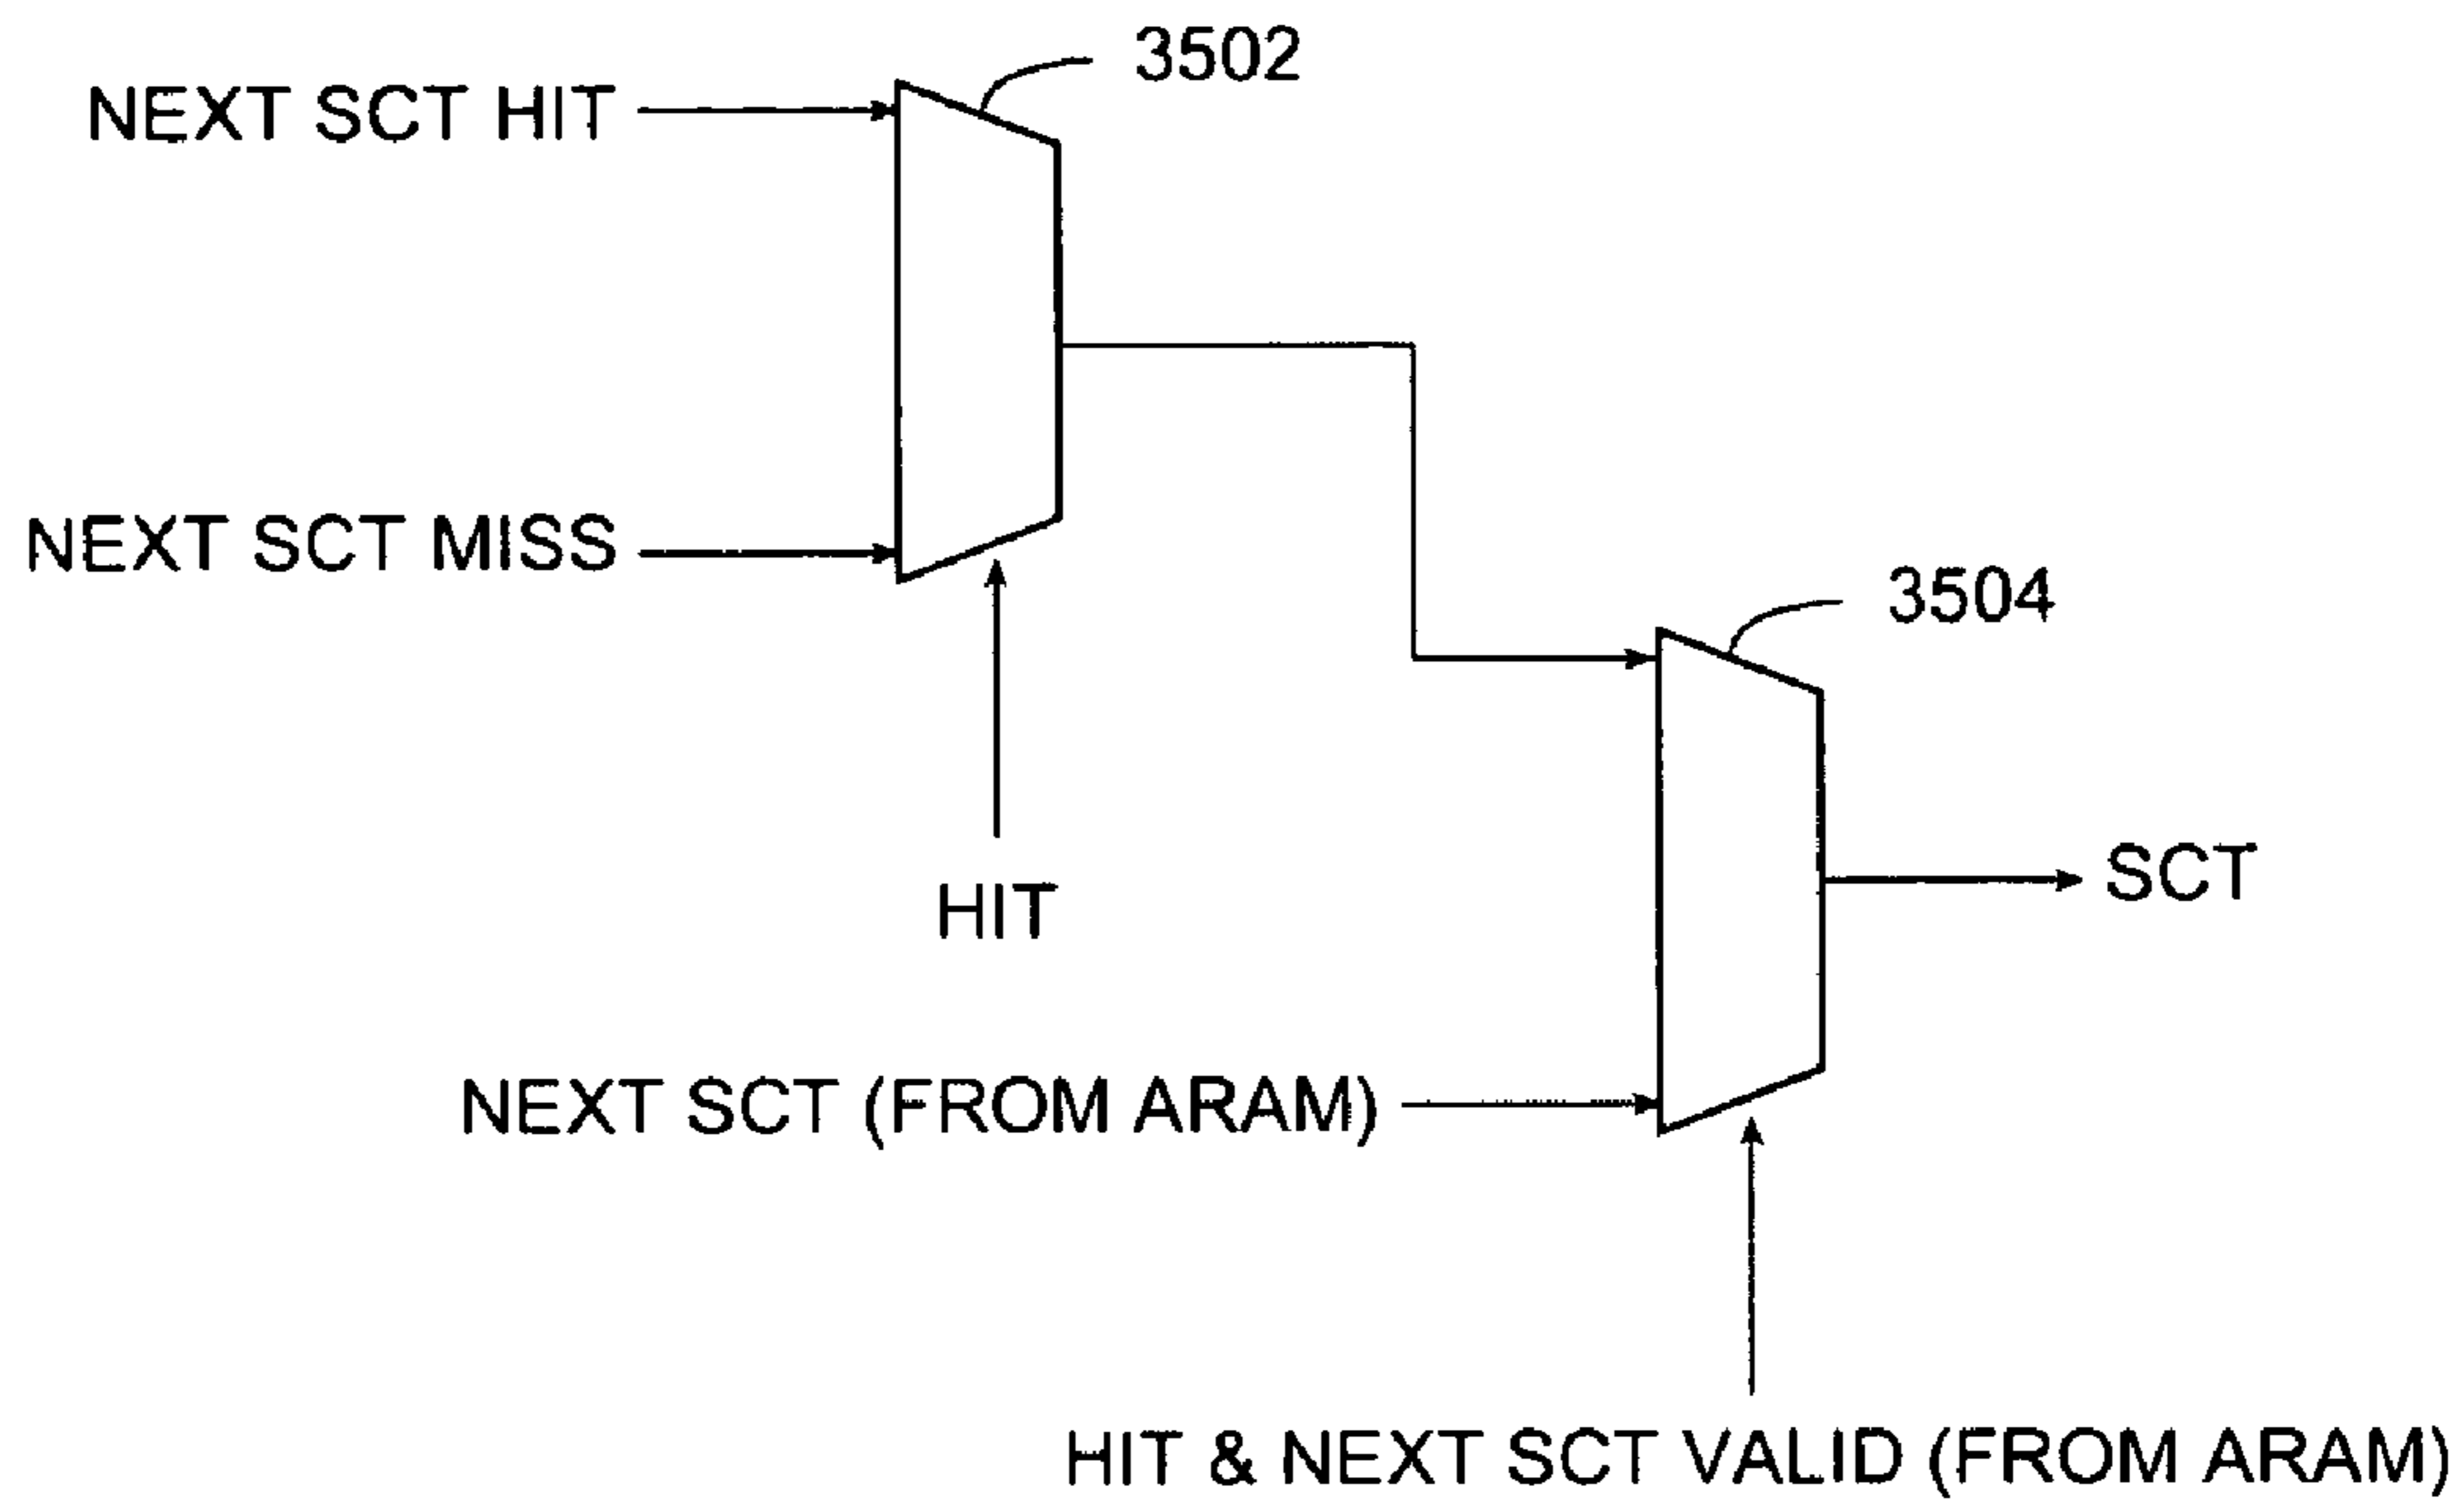 3502
NEXT SCT HIT
NEXT SCT MISS
3504
SCT
HIT
NEXT SCT (FROM ARAM)
HIT & NEXT SCT VALID (FROM ARAM)